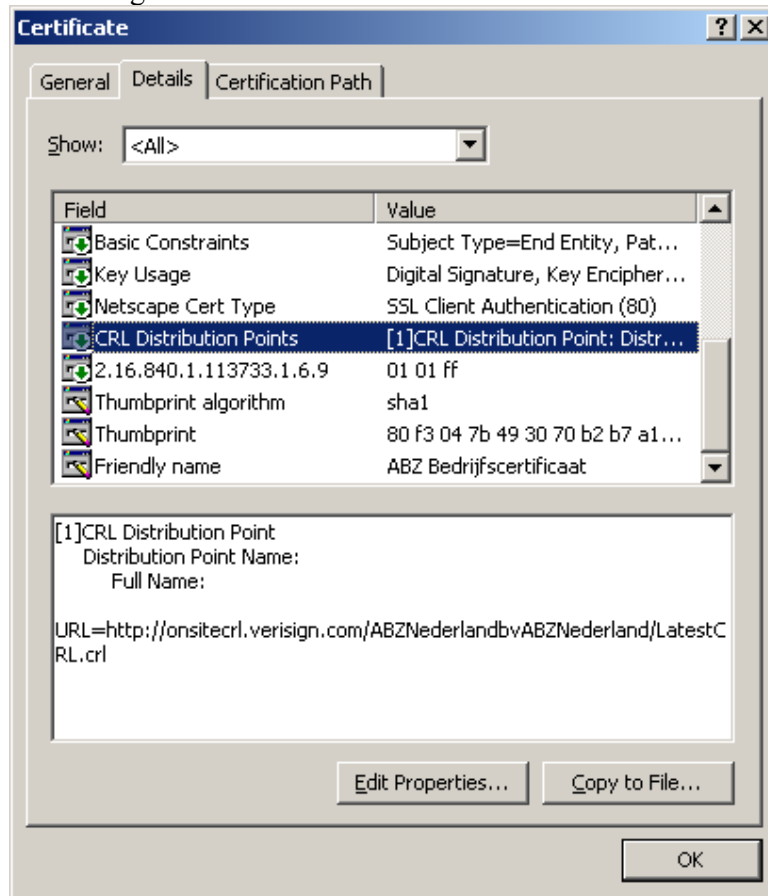 Certificate
General Details Certification Path
Show: <All>
Field Value
Basic Constraints Subject Type=End Entity, Pat...
Key Usage Digital Signature, Key Encipher...
Netscape Cert Type SSL Client Authentication (80)
CRL Distribution Points [1]CRL Distribution Point: Distr...
2.16.840.1.113733.1.6.9 01 01 ff
Thumbprint algorithm sha1
Thumbprint 80 f3 04 7b 49 30 70 b2 b7 a1...
Friendly name ABZ Bedrijfscertificaat
[1]CRL Distribution Point
Distribution Point Name:
Full Name:
URL=http://onsitecrl.verisign.com/ABZNederlandbvABZNederland/LatestC
RL.crl
Edit Properties... Copy to File...
OK